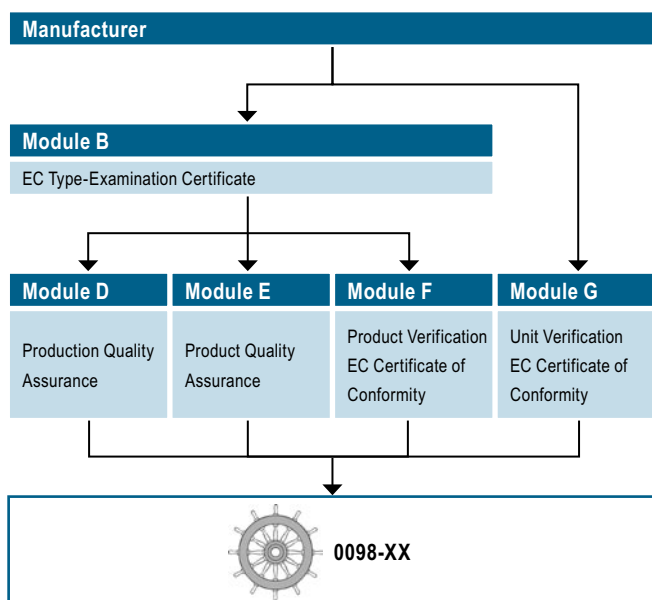 Manufacturer
Module B
EC Type-Examination Certificate
Module D
Production Quality
Assurance
Module E
Product Quality
Assurance
Module F
Product Verification
EC Certificate of
Conformity
Module G
Unit Verification
EC Certificate of
Conformity
0098-XX